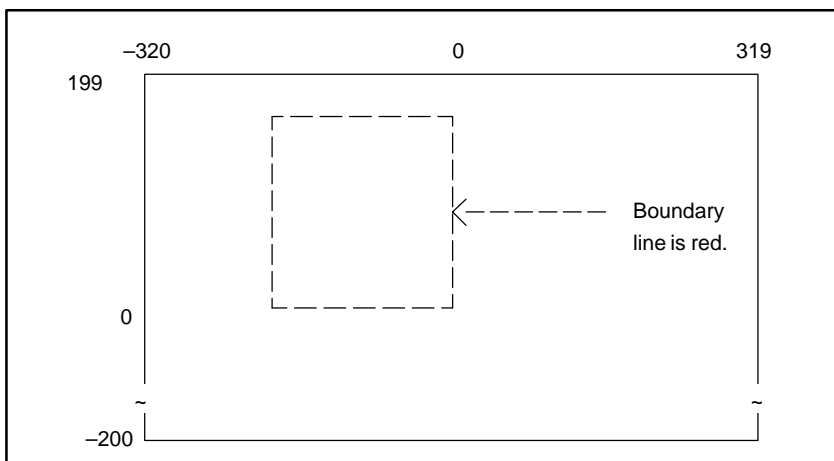 –320 0 319
199
Boundary
line is red.
0
~ ~
–200